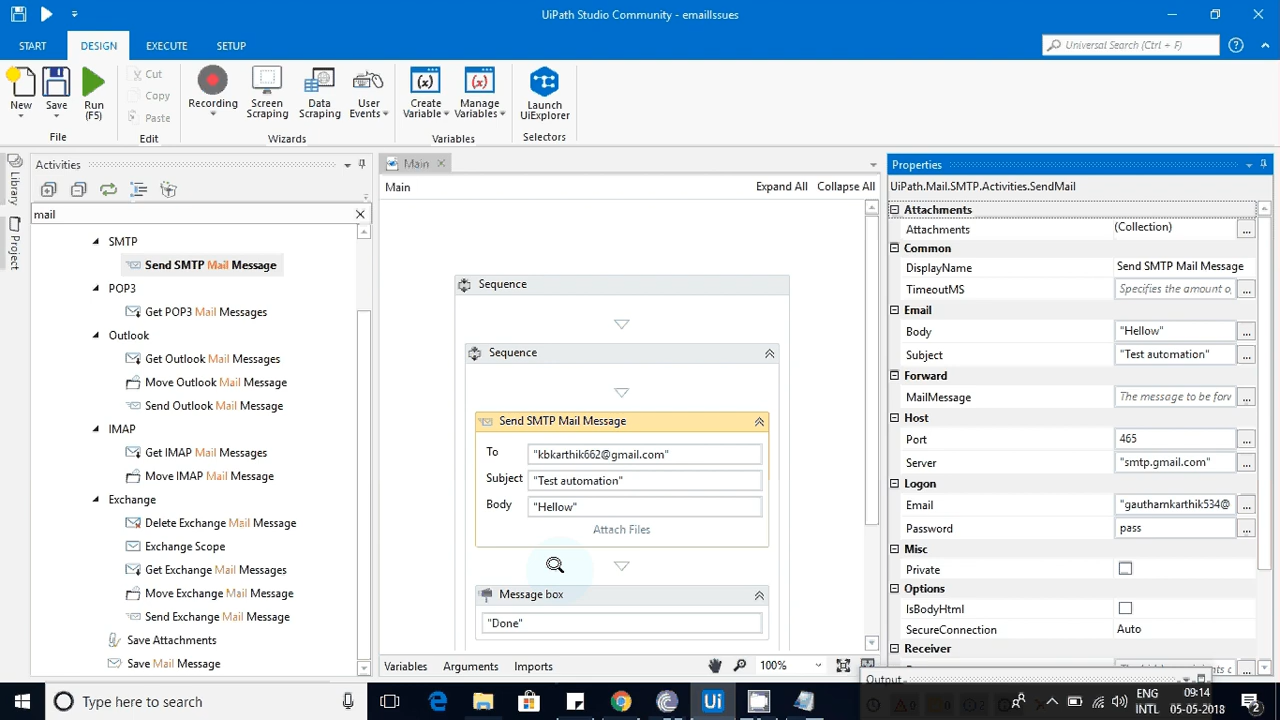 UiPath Studio Community - emailIssues
START DESIGN EXECUTE SETUP
Universal Search (Ctrl + F)
New Save Run (F5)
File
Cut
Copy
Paste
Edit
Recording Screen Scraping Data Scraping User Events
Wizards
Create Variable Manage Variables
Variables
Launch UiExplorer
Selectors
Library
Project
Activities
mail
SMTP
Send SMTP Mail Message
POP3
Get POP3 Mail Messages
Outlook
Get Outlook Mail Messages
Move Outlook Mail Message
Send Outlook Mail Message
IMAP
Get IMAP Mail Messages
Move IMAP Mail Message
Exchange
Delete Exchange Mail Message
Exchange Scope
Get Exchange Mail Messages
Move Exchange Mail Message
Send Exchange Mail Message
Save Attachments
Save Mail Message
Main
Main Expand All Collapse All
Sequence
Sequence
Send SMTP Mail Message
To "kbkarthik662@gmail.com"
Subject "Test automation"
Body "Hellow"
Attach Files
Message box
"Done"
Variables Arguments Imports 100%
Properties
UiPath.Mail.SMTP.Activities.SendMail
Attachments
Attachments (Collection) ...
Common
DisplayName Send SMTP Mail Message
TimeoutMS Specifies the amount o ...
Email
Body "Hellow" ...
Subject "Test automation" ...
Forward
MailMessage The message to be forv ...
Host
Port 465 ...
Server "smtp.gmail.com" ...
Logon
Email "gauthamkarthik534@ ...
Password pass ...
Misc
Private
Options
IsBodyHtml
SecureConnection Auto
Receiver
Output
Type here to search
Ui
ENG
INTL
09:14
05-05-2018
2